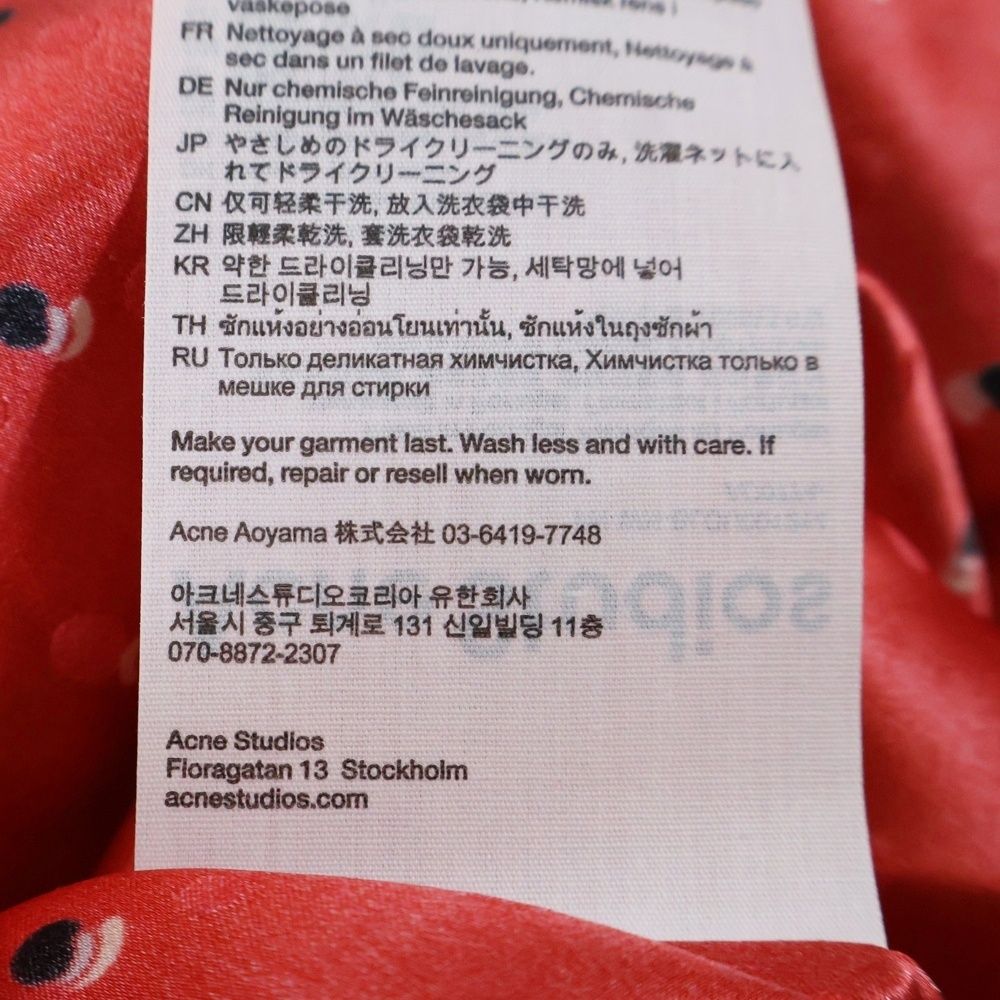 vaskepose
FR Nettoyage à sec doux uniquement, Nettoyage à
sec dans un filet de lavage.
DE Nur chemische Feinreinigung, Chemische
Reinigung im Wäschesack
JP やさしめのドライクリーニングのみ, 洗濯ネットに入
れてドライクリーニング
CN 仅可轻柔干洗, 放入洗衣袋中干洗
ZH 限輕柔乾洗, 套洗衣袋乾洗
KR 약한 드라이클리닝만 가능, 세탁망에 넣어
드라이클리닝
TH ซักแห้งอย่างอ่อนโยนเท่านั้น, ซักแห้งในถุงซักผ้า
RU Только деликатная химчистка, Химчистка только в
мешке для стирки
Make your garment last. Wash less and with care. If
required, repair or resell when worn.
Acne Aoyama 株式会社 03-6419-7748
아크네스튜디오코리아 유한회사
서울시 중구 퇴계로 131 신일빌딩 11층
070-8872-2307
Acne Studios
Floragatan 13 Stockholm
acnestudios.com